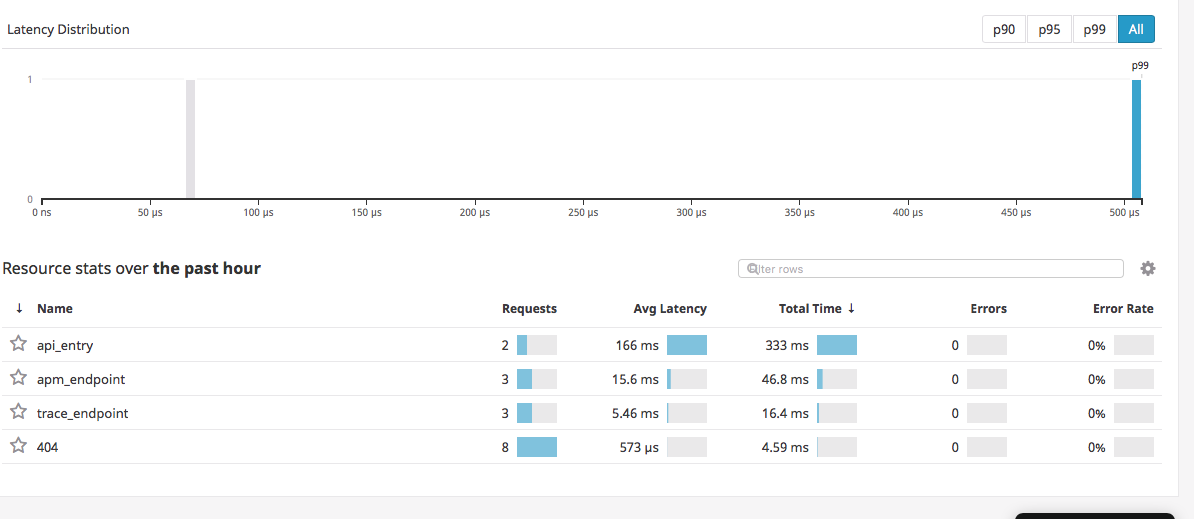 Latency Distribution
p90 p95 p99 All
p99
1
0
0 ns 50 µs 100 µs 150 µs 200 µs 250 µs 300 µs 350 µs 400 µs 450 µs 500 µs
Resource stats over the past hour
lter rows
↓ Name Requests Avg Latency Total Time ↓ Errors Error Rate
api_entry 2 166 ms 333 ms 0 0%
apm_endpoint 3 15.6 ms 46.8 ms 0 0%
trace_endpoint 3 5.46 ms 16.4 ms 0 0%
404 8 573 µs 4.59 ms 0 0%